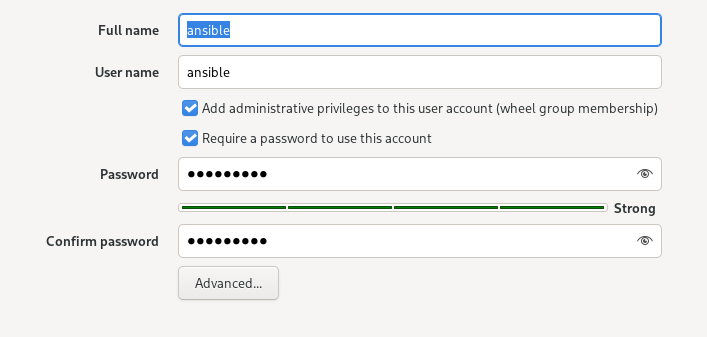 Full name ansible
User name ansible
Add administrative privileges to this user account (wheel group membership)
Require a password to use this account
Password ●●●●●●●●●
Strong
Confirm password ●●●●●●●●●
Advanced...